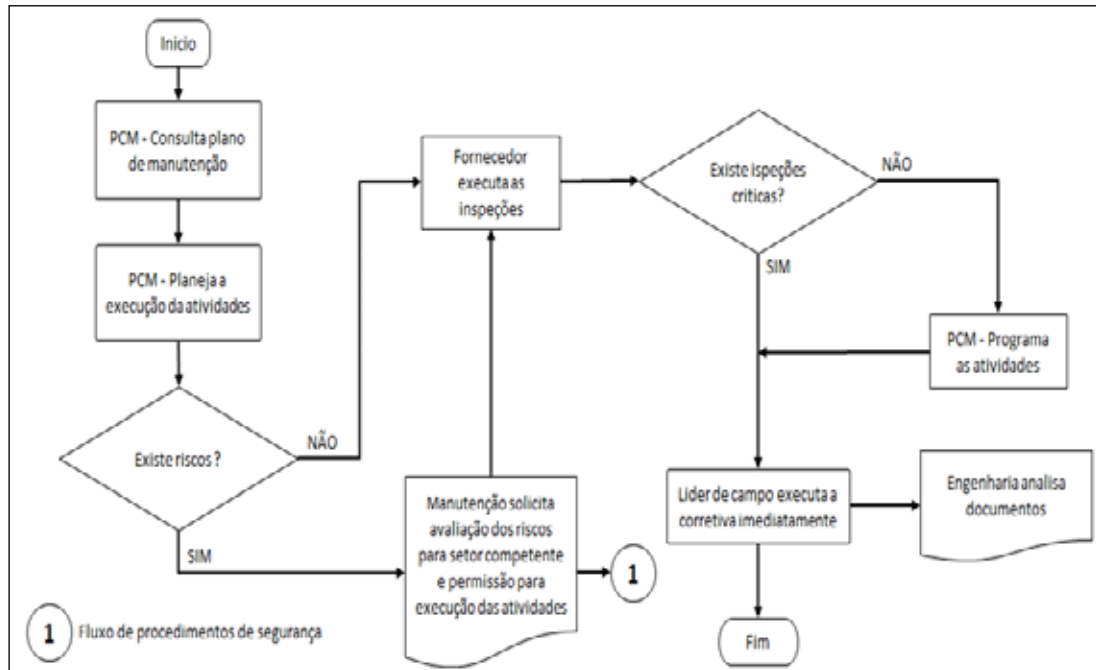 Inicio
PCM - Consulta plano
de manutenção
PCM - Planeja a
execução da atividades
Existe riscos ?
NÃO
SIM
Manutenção solicita
avaliação dos riscos
para setor competente
e permissão para
execução das atividades
1
Fornecedor
executa as
inspeções
Existe ispeções
criticas?
NÃO
SIM
PCM - Programa
as atividades
Lider de campo executa a
corretiva imediatamente
Engenharia analisa
documentos
Fim
1 Fluxo de procedimentos de segurança